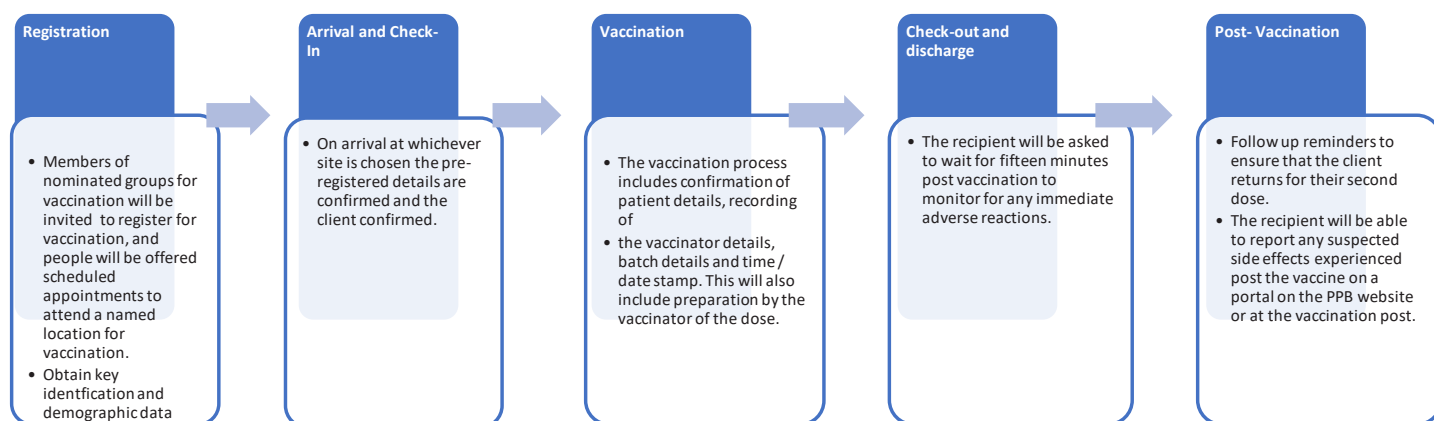 Registration
• Members of
nominated groups for
vaccination will be
invited to register for
vaccination, and
people will be offered
scheduled
appointments to
attend a named
location for
vaccination.
• Obtain key
identfication and
demographic data
Arrival and Check-
In
• On arrival at whichever
site is chosen the pre-
registered details are
confirmed and the
client confirmed.
Vaccination
• The vaccination process
includes confirmation of
patient details, recording
of
• the vaccinator details,
batch details and time /
date stamp. This will also
include preparation by the
vaccinator of the dose.
Check-out and
discharge
• The recipient will be asked
to wait for fifteen minutes
post vaccination to
monitor for any immediate
adverse reactions.
Post- Vaccination
• Follow up reminders to
ensure that the client
returns for their second
dose.
• The recipient will be able
to report any suspected
side effects experienced
post the vaccine on a
portal on the PPB website
or at the vaccination post.